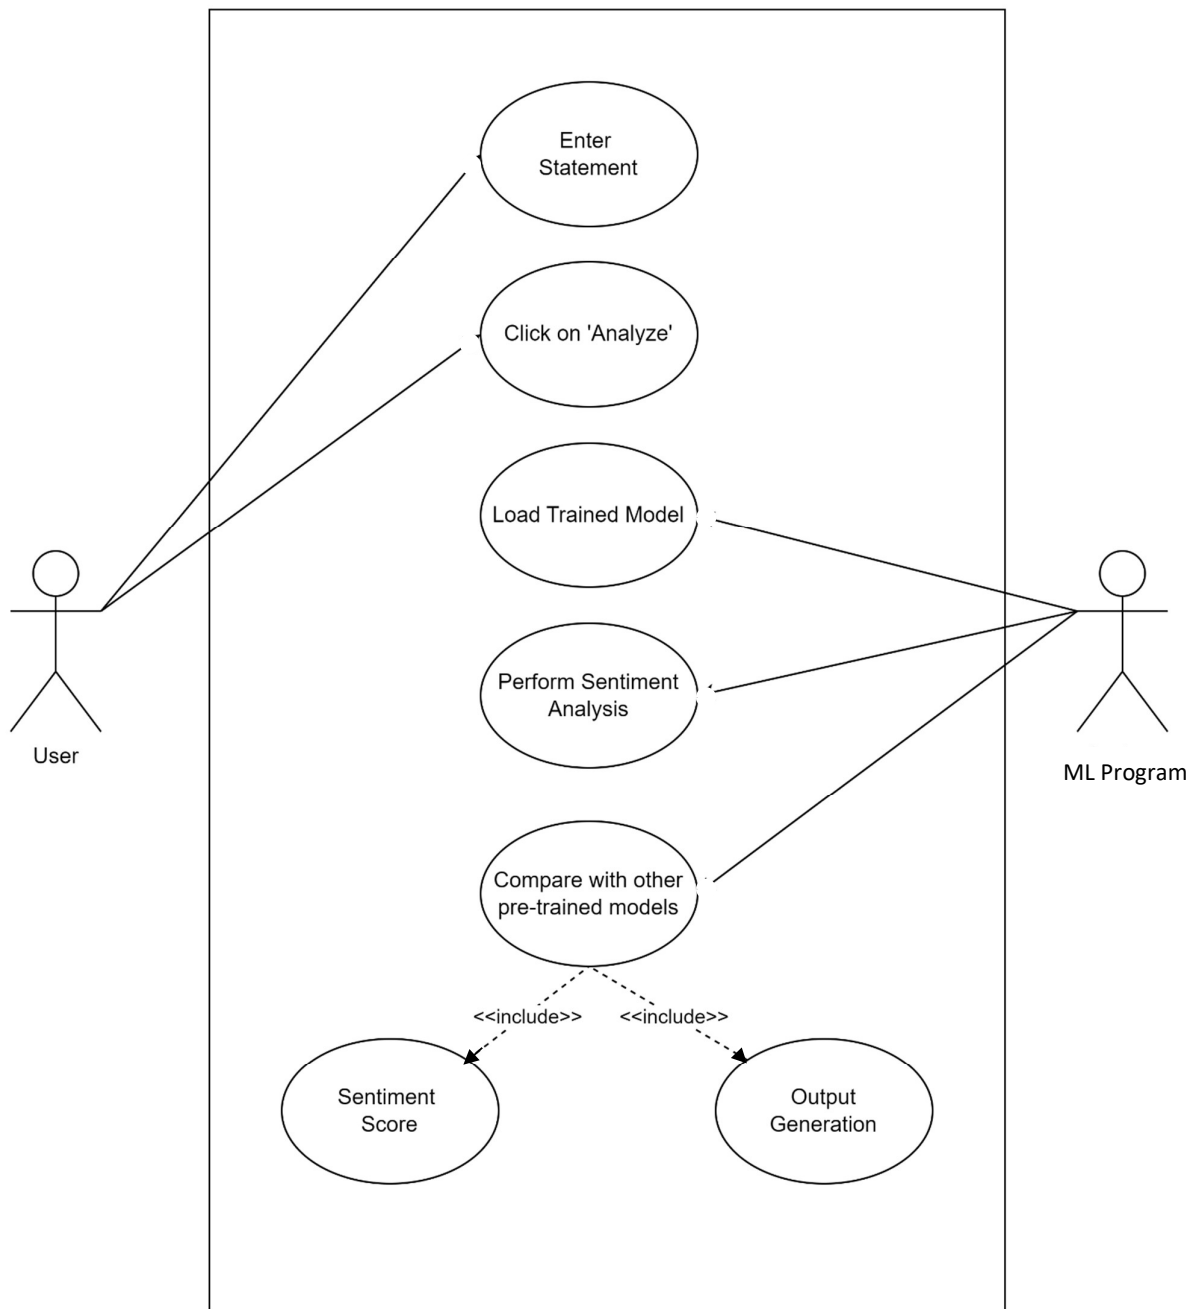 Enter
Statement
Click on 'Analyze'
Load Trained Model
Perform Sentiment
Analysis
User
ML Program
Compare with other
pre-trained models
<<include>>
<<include>>
Sentiment
Score
Output
Generation